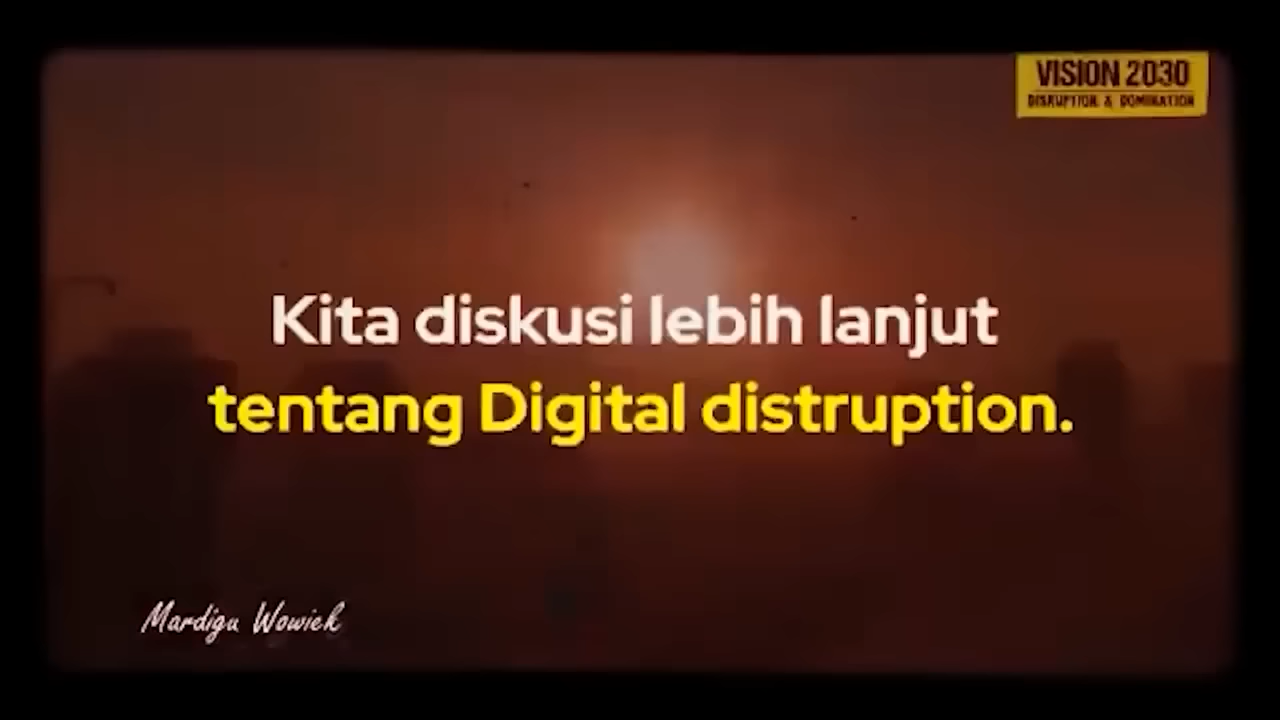 VISION 2030
DISRUPTION & DOMINATION
Kita diskusi lebih lanjut
tentang Digital distruption.
Mardigu Wowiek